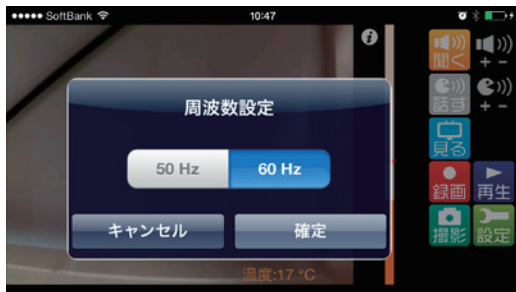 SoftBank
10:47
聞く
+ -
話す
+ -
見る
録画
再生
撮影
設定
周波数設定
50 Hz
60 Hz
キャンセル
確定
温度:17 °C